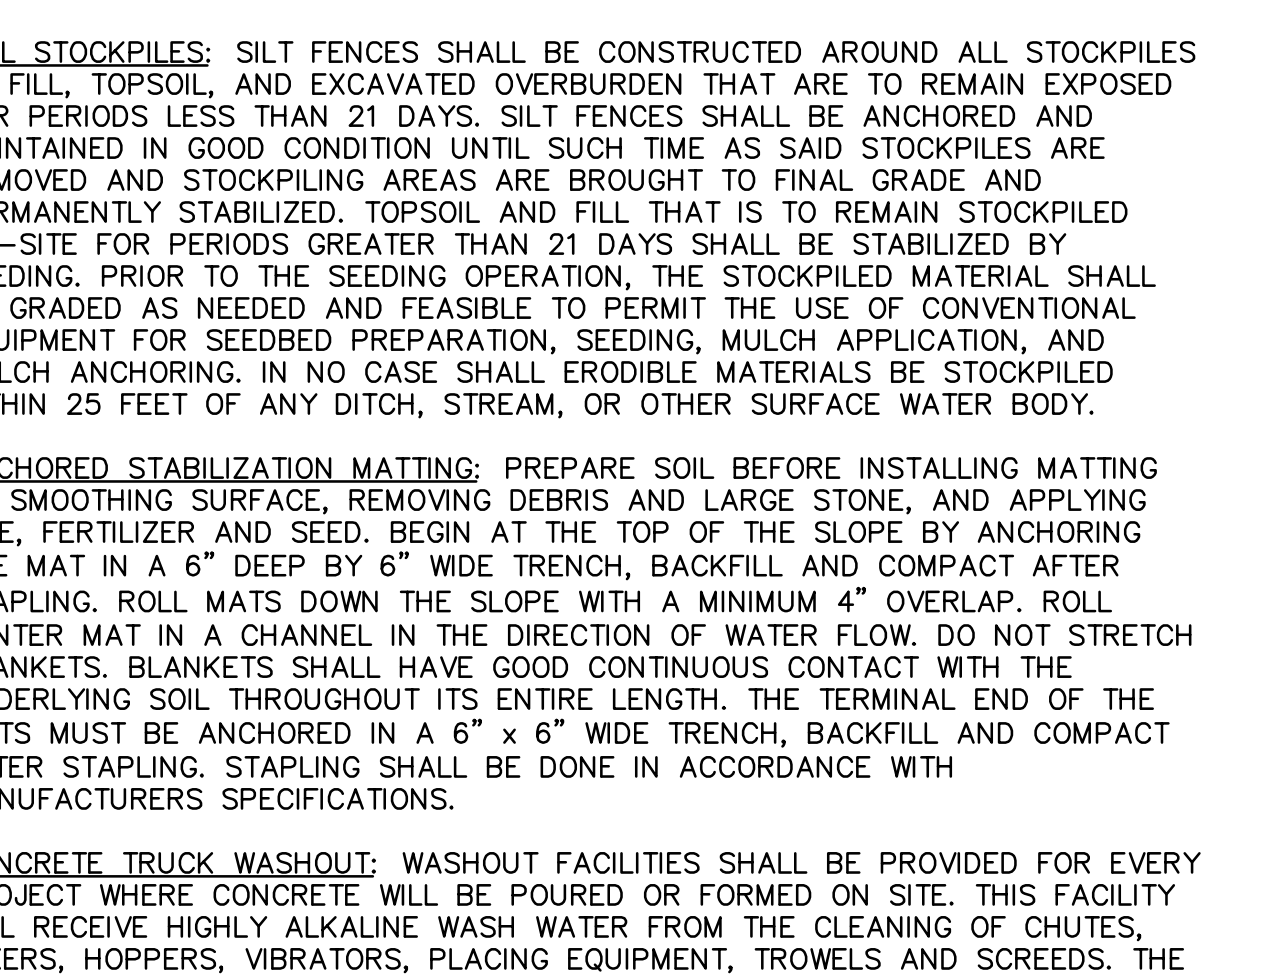 L STOCKPILES: SILT FENCES SHALL BE CONSTRUCTED AROUND ALL STOCKPILES
FILL, TOPSOIL, AND EXCAVATED OVERBURDEN THAT ARE TO REMAIN EXPOSED
R PERIODS LESS THAN 21 DAYS. SILT FENCES SHALL BE ANCHORED AND
INTAINED IN GOOD CONDITION UNTIL SUCH TIME AS SAID STOCKPILES ARE
MOVED AND STOCKPILING AREAS ARE BROUGHT TO FINAL GRADE AND
RMANENTLY STABILIZED. TOPSOIL AND FILL THAT IS TO REMAIN STOCKPILED
–SITE FOR PERIODS GREATER THAN 21 DAYS SHALL BE STABILIZED BY
EDING. PRIOR TO THE SEEDING OPERATION, THE STOCKPILED MATERIAL SHALL
GRADED AS NEEDED AND FEASIBLE TO PERMIT THE USE OF CONVENTIONAL
UIPMENT FOR SEEDBED PREPARATION, SEEDING, MULCH APPLICATION, AND
LCH ANCHORING. IN NO CASE SHALL ERODIBLE MATERIALS BE STOCKPILED
THIN 25 FEET OF ANY DITCH, STREAM, OR OTHER SURFACE WATER BODY.
CHORED STABILIZATION MATTING: PREPARE SOIL BEFORE INSTALLING MATTING
SMOOTHING SURFACE, REMOVING DEBRIS AND LARGE STONE, AND APPLYING
E, FERTILIZER AND SEED. BEGIN AT THE TOP OF THE SLOPE BY ANCHORING
E MAT IN A 6” DEEP BY 6” WIDE TRENCH, BACKFILL AND COMPACT AFTER
APLING. ROLL MATS DOWN THE SLOPE WITH A MINIMUM 4” OVERLAP. ROLL
NTER MAT IN A CHANNEL IN THE DIRECTION OF WATER FLOW. DO NOT STRETCH
ANKETS. BLANKETS SHALL HAVE GOOD CONTINUOUS CONTACT WITH THE
DERLYING SOIL THROUGHOUT ITS ENTIRE LENGTH. THE TERMINAL END OF THE
TS MUST BE ANCHORED IN A 6” x 6” WIDE TRENCH, BACKFILL AND COMPACT
TER STAPLING. STAPLING SHALL BE DONE IN ACCORDANCE WITH
NUFACTURERS SPECIFICATIONS.
NCRETE TRUCK WASHOUT: WASHOUT FACILITIES SHALL BE PROVIDED FOR EVERY
OJECT WHERE CONCRETE WILL BE POURED OR FORMED ON SITE. THIS FACILITY
L RECEIVE HIGHLY ALKALINE WASH WATER FROM THE CLEANING OF CHUTES,
EERS, HOPPERS, VIBRATORS, PLACING EQUIPMENT, TROWELS AND SCREEDS. THE